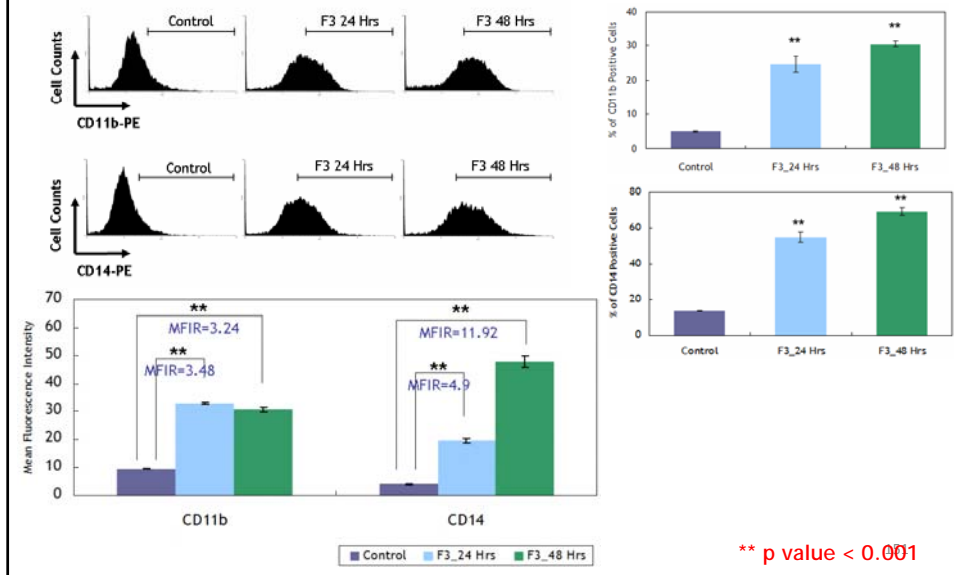 Control
F3 24 Hrs
F3 48 Hrs
Cell Counts
CD11b-PE
Control
F3 24 Hrs
F3 48 Hrs
Cell Counts
CD14-PE
% of CD11b Positive Cells
40
30
20
10
0
**
**
Control
F3_24 Hrs
F3_48 Hrs
% of CD14 Positive Cells
80
60
40
20
0
**
**
Control
F3_24 Hrs
F3_48 Hrs
Mean Fluorescence Intensity
70
60
50
40
30
20
10
0
**
MFIR=3.24
**
MFIR=3.48
**
MFIR=11.92
**
MFIR=4.9
CD11b
CD14
Control F3_24 Hrs F3_48 Hrs
** p value < 0.001